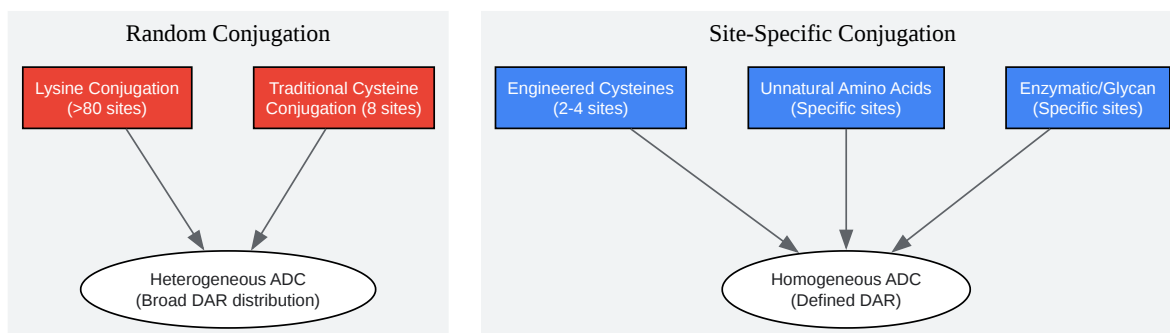 Random Conjugation
Lysine Conjugation
(>80 sites)
Traditional Cysteine
Conjugation (8 sites)
Heterogeneous ADC
(Broad DAR distribution)
Site-Specific Conjugation
Engineered Cysteines
(2-4 sites)
Unnatural Amino Acids
(Specific sites)
Enzymatic/Glycan
(Specific sites)
Homogeneous ADC
(Defined DAR)